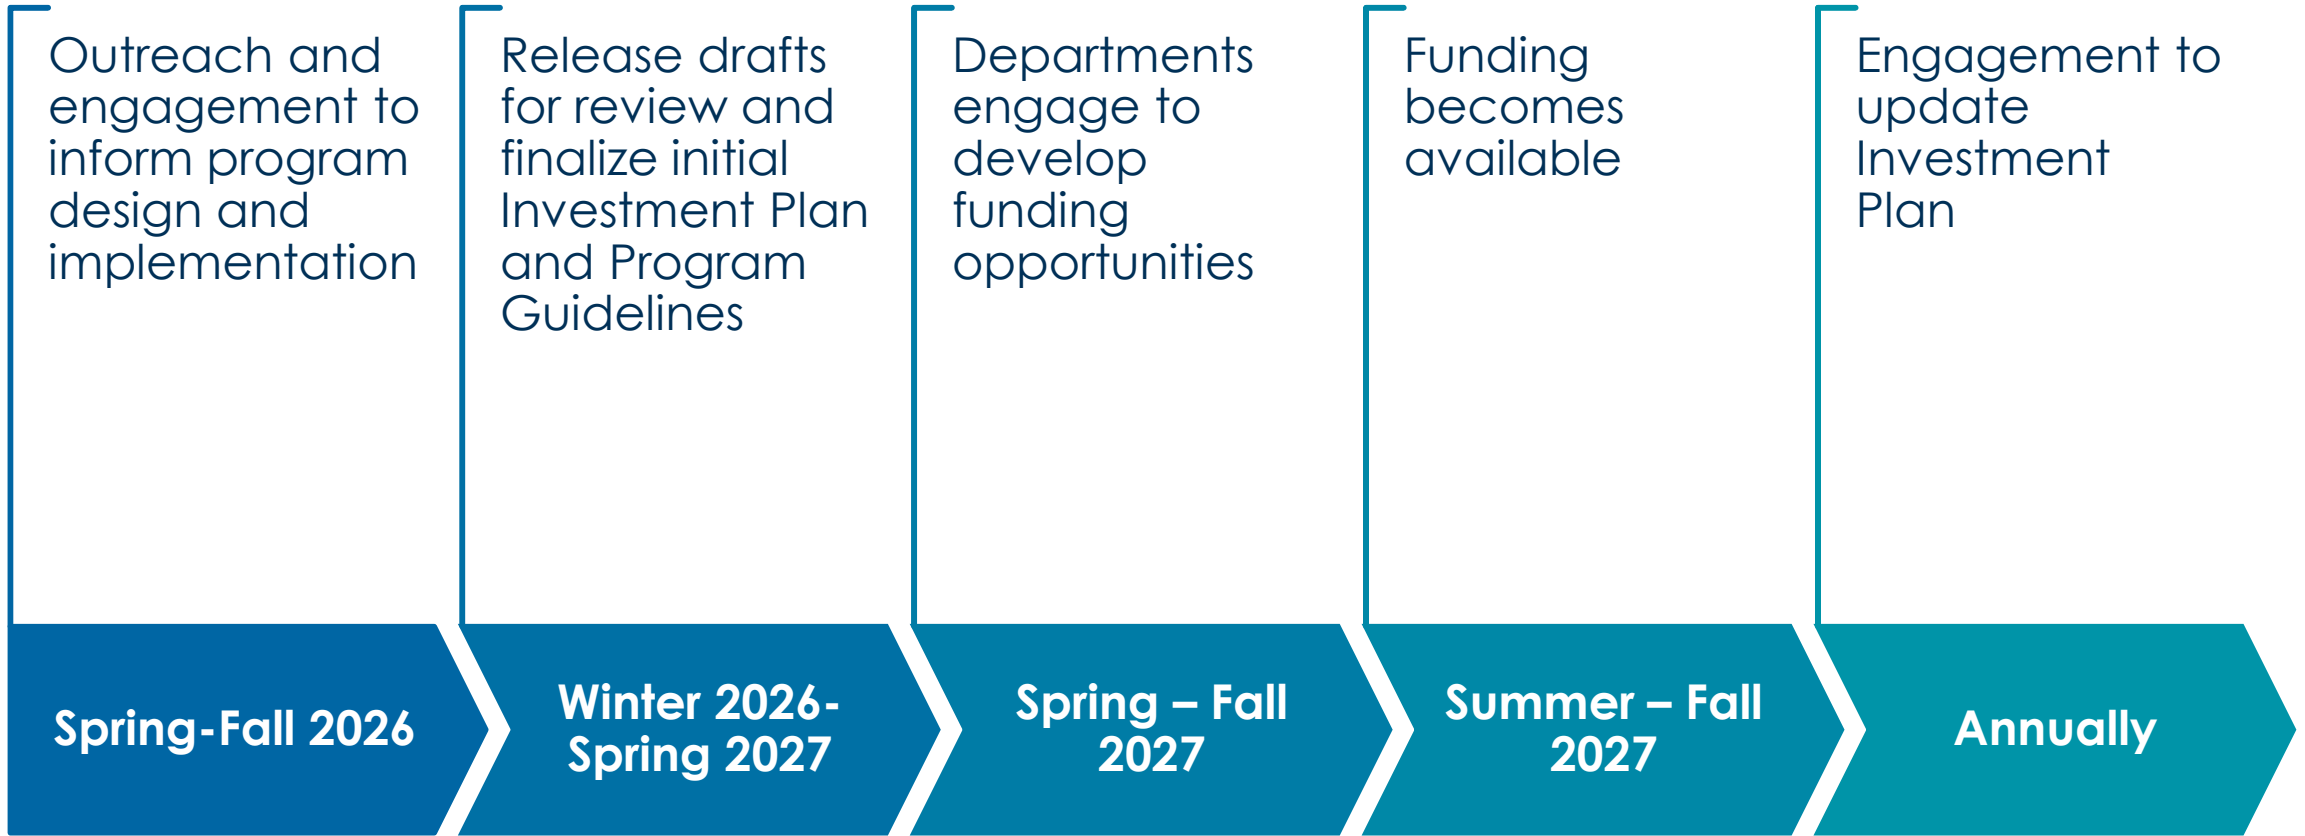 Outreach and
engagement to
inform program
design and
implementation
Spring-Fall 2026
Release drafts
for review and
finalize initial
Investment Plan
and Program
Guidelines
Winter 2026-
Spring 2027
Departments
engage to
develop
funding
opportunities
Spring – Fall
2027
Funding
becomes
available
Summer – Fall
2027
Engagement to
update
Investment
Plan
Annually